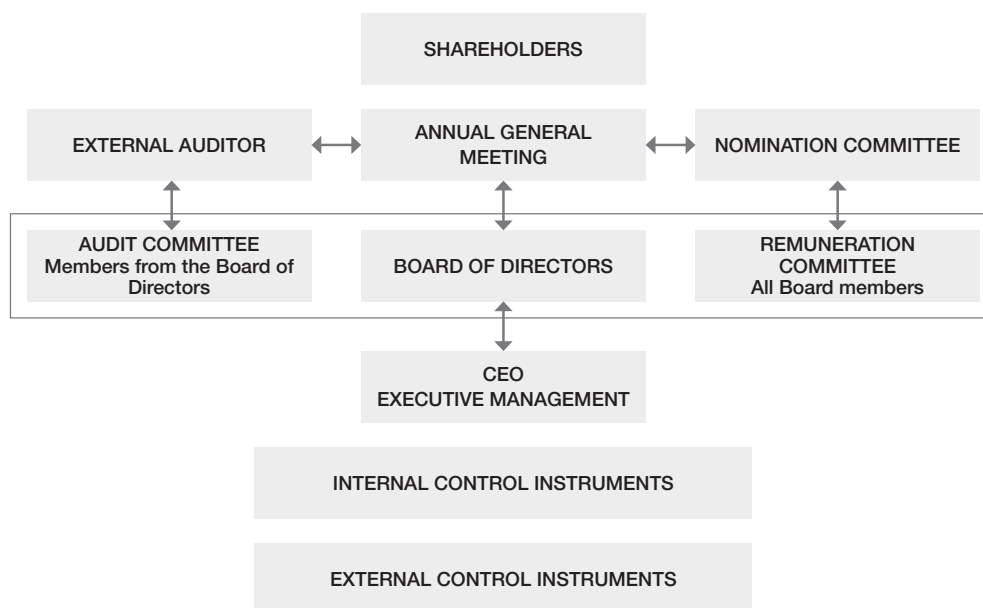 SHAREHOLDERS
EXTERNAL AUDITOR
ANNUAL GENERAL
MEETING
NOMINATION COMMITTEE
AUDIT COMMITTEE
Members from the Board of
Directors
BOARD OF DIRECTORS
REMUNERATION
COMMITTEE
All Board members
CEO
EXECUTIVE MANAGEMENT
INTERNAL CONTROL INSTRUMENTS
EXTERNAL CONTROL INSTRUMENTS